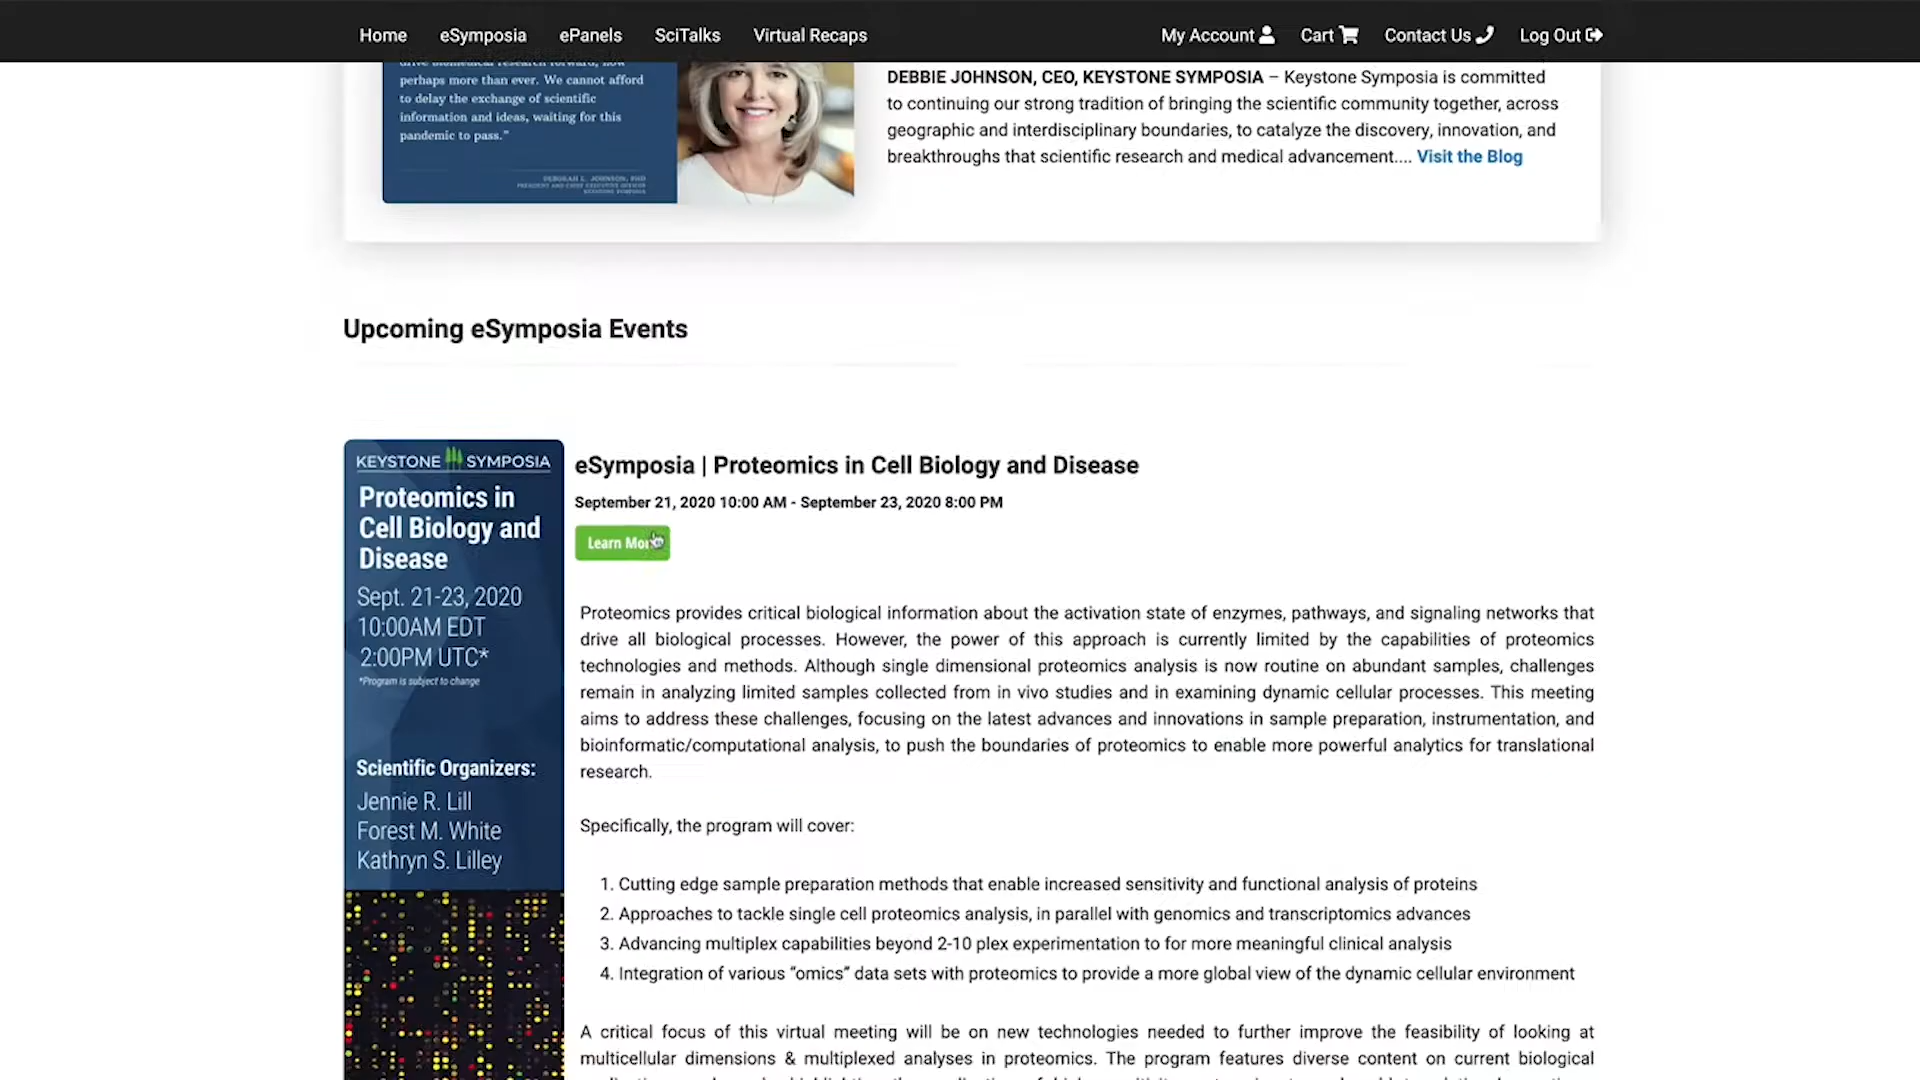 Home eSymposia ePanels SciTalks Virtual Recaps My Account Cart Contact Us Log Out
perhaps more than ever. We cannot afford
to delay the exchange of scientific
information and ideas, waiting for this
pandemic to pass."
DEBORAH L. JOHNSON, PHD
PRESIDENT AND CHIEF EXECUTIVE OFFICER
KEYSTONE SYMPOSIA
DEBBIE JOHNSON, CEO, KEYSTONE SYMPOSIA – Keystone Symposia is committed
to continuing our strong tradition of bringing the scientific community together, across
geographic and interdisciplinary boundaries, to catalyze the discovery, innovation, and
breakthroughs that scientific research and medical advancement.... Visit the Blog
Upcoming eSymposia Events
KEYSTONE SYMPOSIA
Proteomics in
Cell Biology and
Disease
Sept. 21-23, 2020
10:00AM EDT
2:00PM UTC*
*Program is subject to change
Scientific Organizers:
Jennie R. Lill
Forest M. White
Kathryn S. Lilley
eSymposia | Proteomics in Cell Biology and Disease
September 21, 2020 10:00 AM - September 23, 2020 8:00 PM
Learn More
Proteomics provides critical biological information about the activation state of enzymes, pathways, and signaling networks that
drive all biological processes. However, the power of this approach is currently limited by the capabilities of proteomics
technologies and methods. Although single dimensional proteomics analysis is now routine on abundant samples, challenges
remain in analyzing limited samples collected from in vivo studies and in examining dynamic cellular processes. This meeting
aims to address these challenges, focusing on the latest advances and innovations in sample preparation, instrumentation, and
bioinformatic/computational analysis, to push the boundaries of proteomics to enable more powerful analytics for translational
research.
Specifically, the program will cover:
1. Cutting edge sample preparation methods that enable increased sensitivity and functional analysis of proteins
2. Approaches to tackle single cell proteomics analysis, in parallel with genomics and transcriptomics advances
3. Advancing multiplex capabilities beyond 2-10 plex experimentation to for more meaningful clinical analysis
4. Integration of various “omics” data sets with proteomics to provide a more global view of the dynamic cellular environment
A critical focus of this virtual meeting will be on new technologies needed to further improve the feasibility of looking at
multicellular dimensions & multiplexed analyses in proteomics. The program features diverse content on current biological